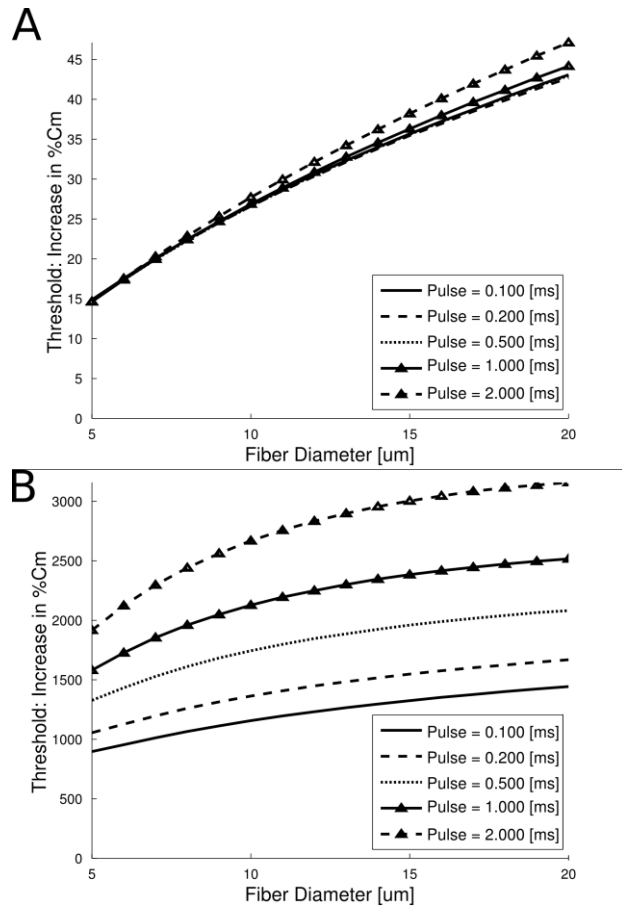 A
Threshold: Increase in %Cm
45
40
35
30
25
20
15
10
5
0
5
10
15
20
Fiber Diameter [um]
Pulse = 0.100 [ms]
Pulse = 0.200 [ms]
Pulse = 0.500 [ms]
Pulse = 1.000 [ms]
Pulse = 2.000 [ms]
B
Threshold: Increase in %Cm
3000
2500
2000
1500
1000
500
0
5
10
15
20
Fiber Diameter [um]
Pulse = 0.100 [ms]
Pulse = 0.200 [ms]
Pulse = 0.500 [ms]
Pulse = 1.000 [ms]
Pulse = 2.000 [ms]